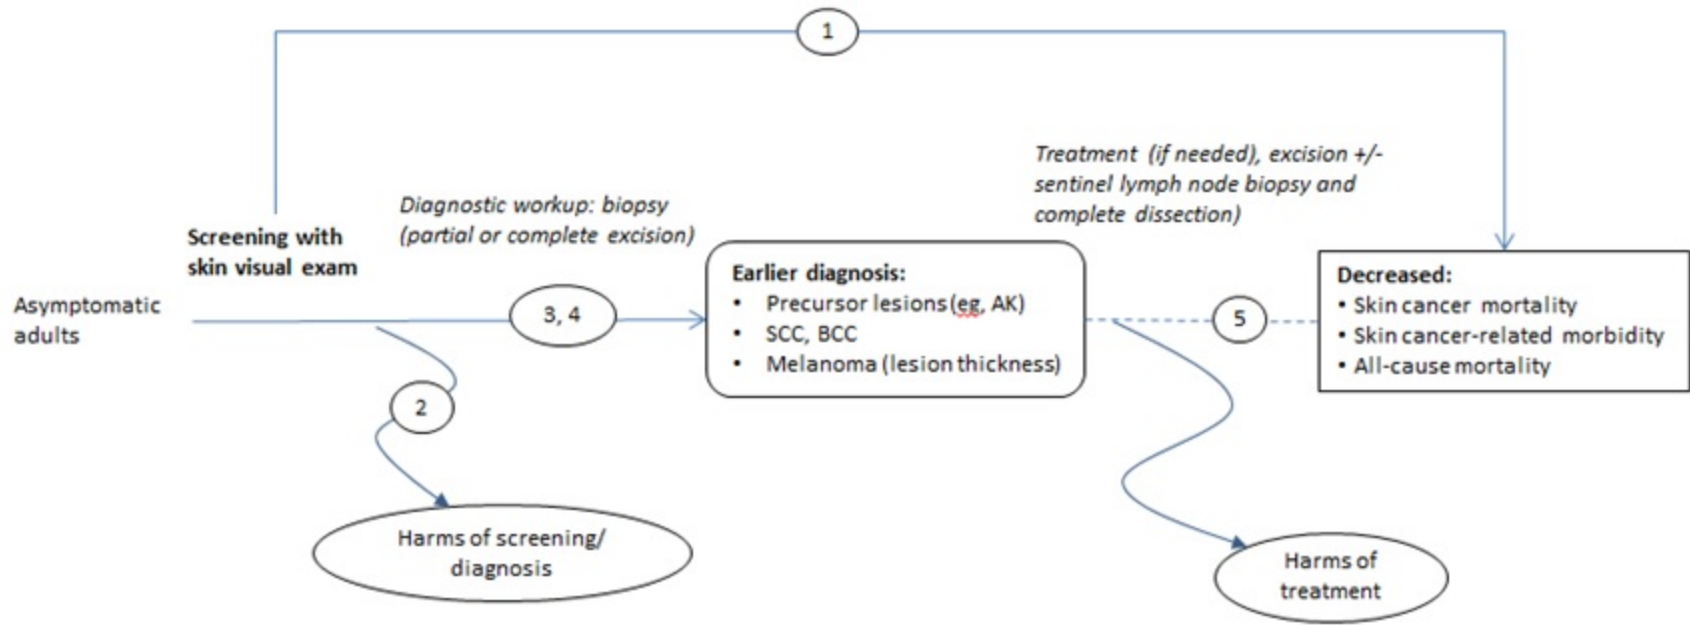 1
Treatment (if needed), excision +/-
sentinel lymph node biopsy and
complete dissection)
Diagnostic workup: biopsy
(partial or complete excision)
Screening with
skin visual exam
Asymptomatic
adults
3, 4
Earlier diagnosis:
• Precursor lesions (eg, AK)
• SCC, BCC
• Melanoma (lesion thickness)
5
Decreased:
• Skin cancer mortality
• Skin cancer-related morbidity
• All-cause mortality
2
Harms of screening/
diagnosis
Harms of
treatment